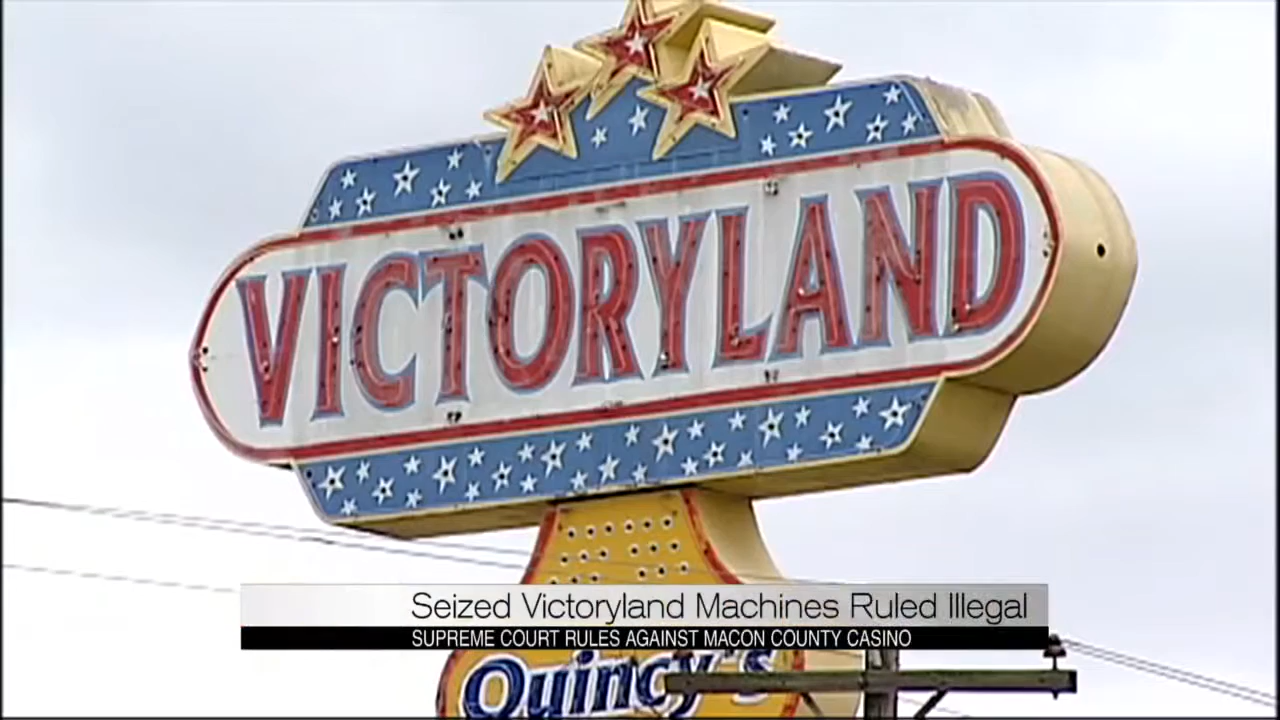 VICTORYLAND
Seized Victoryland Machines Ruled Illegal
SUPREME COURT RULES AGAINST MACON COUNTY CASINO
Quincy's